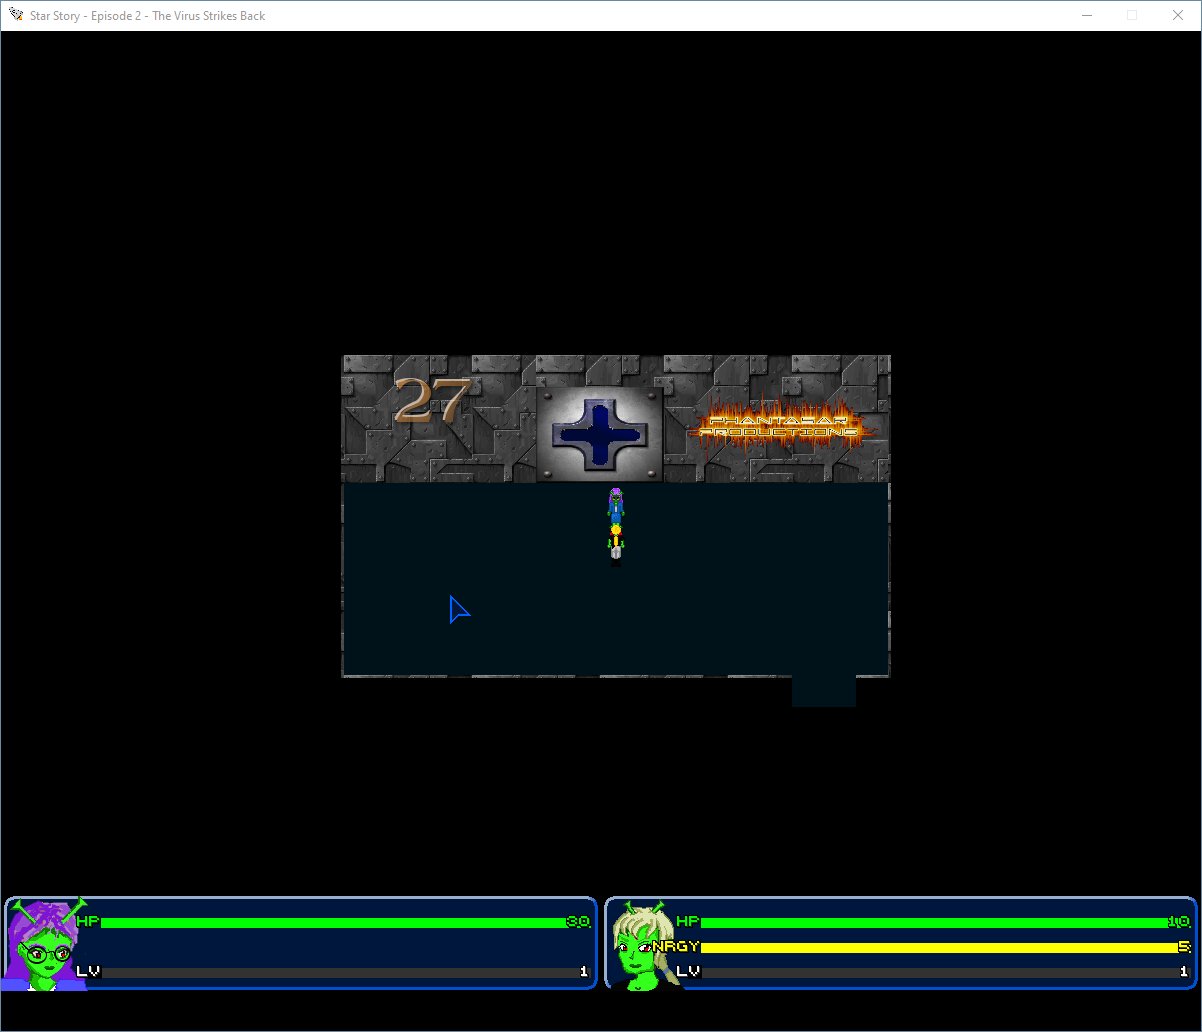 Star Story - Episode 2 - The Virus Strikes Back
27
PHANTASAR
PRODUCTIONS
HP 30
LV 1
HP 10
NRGY 5
LV 1